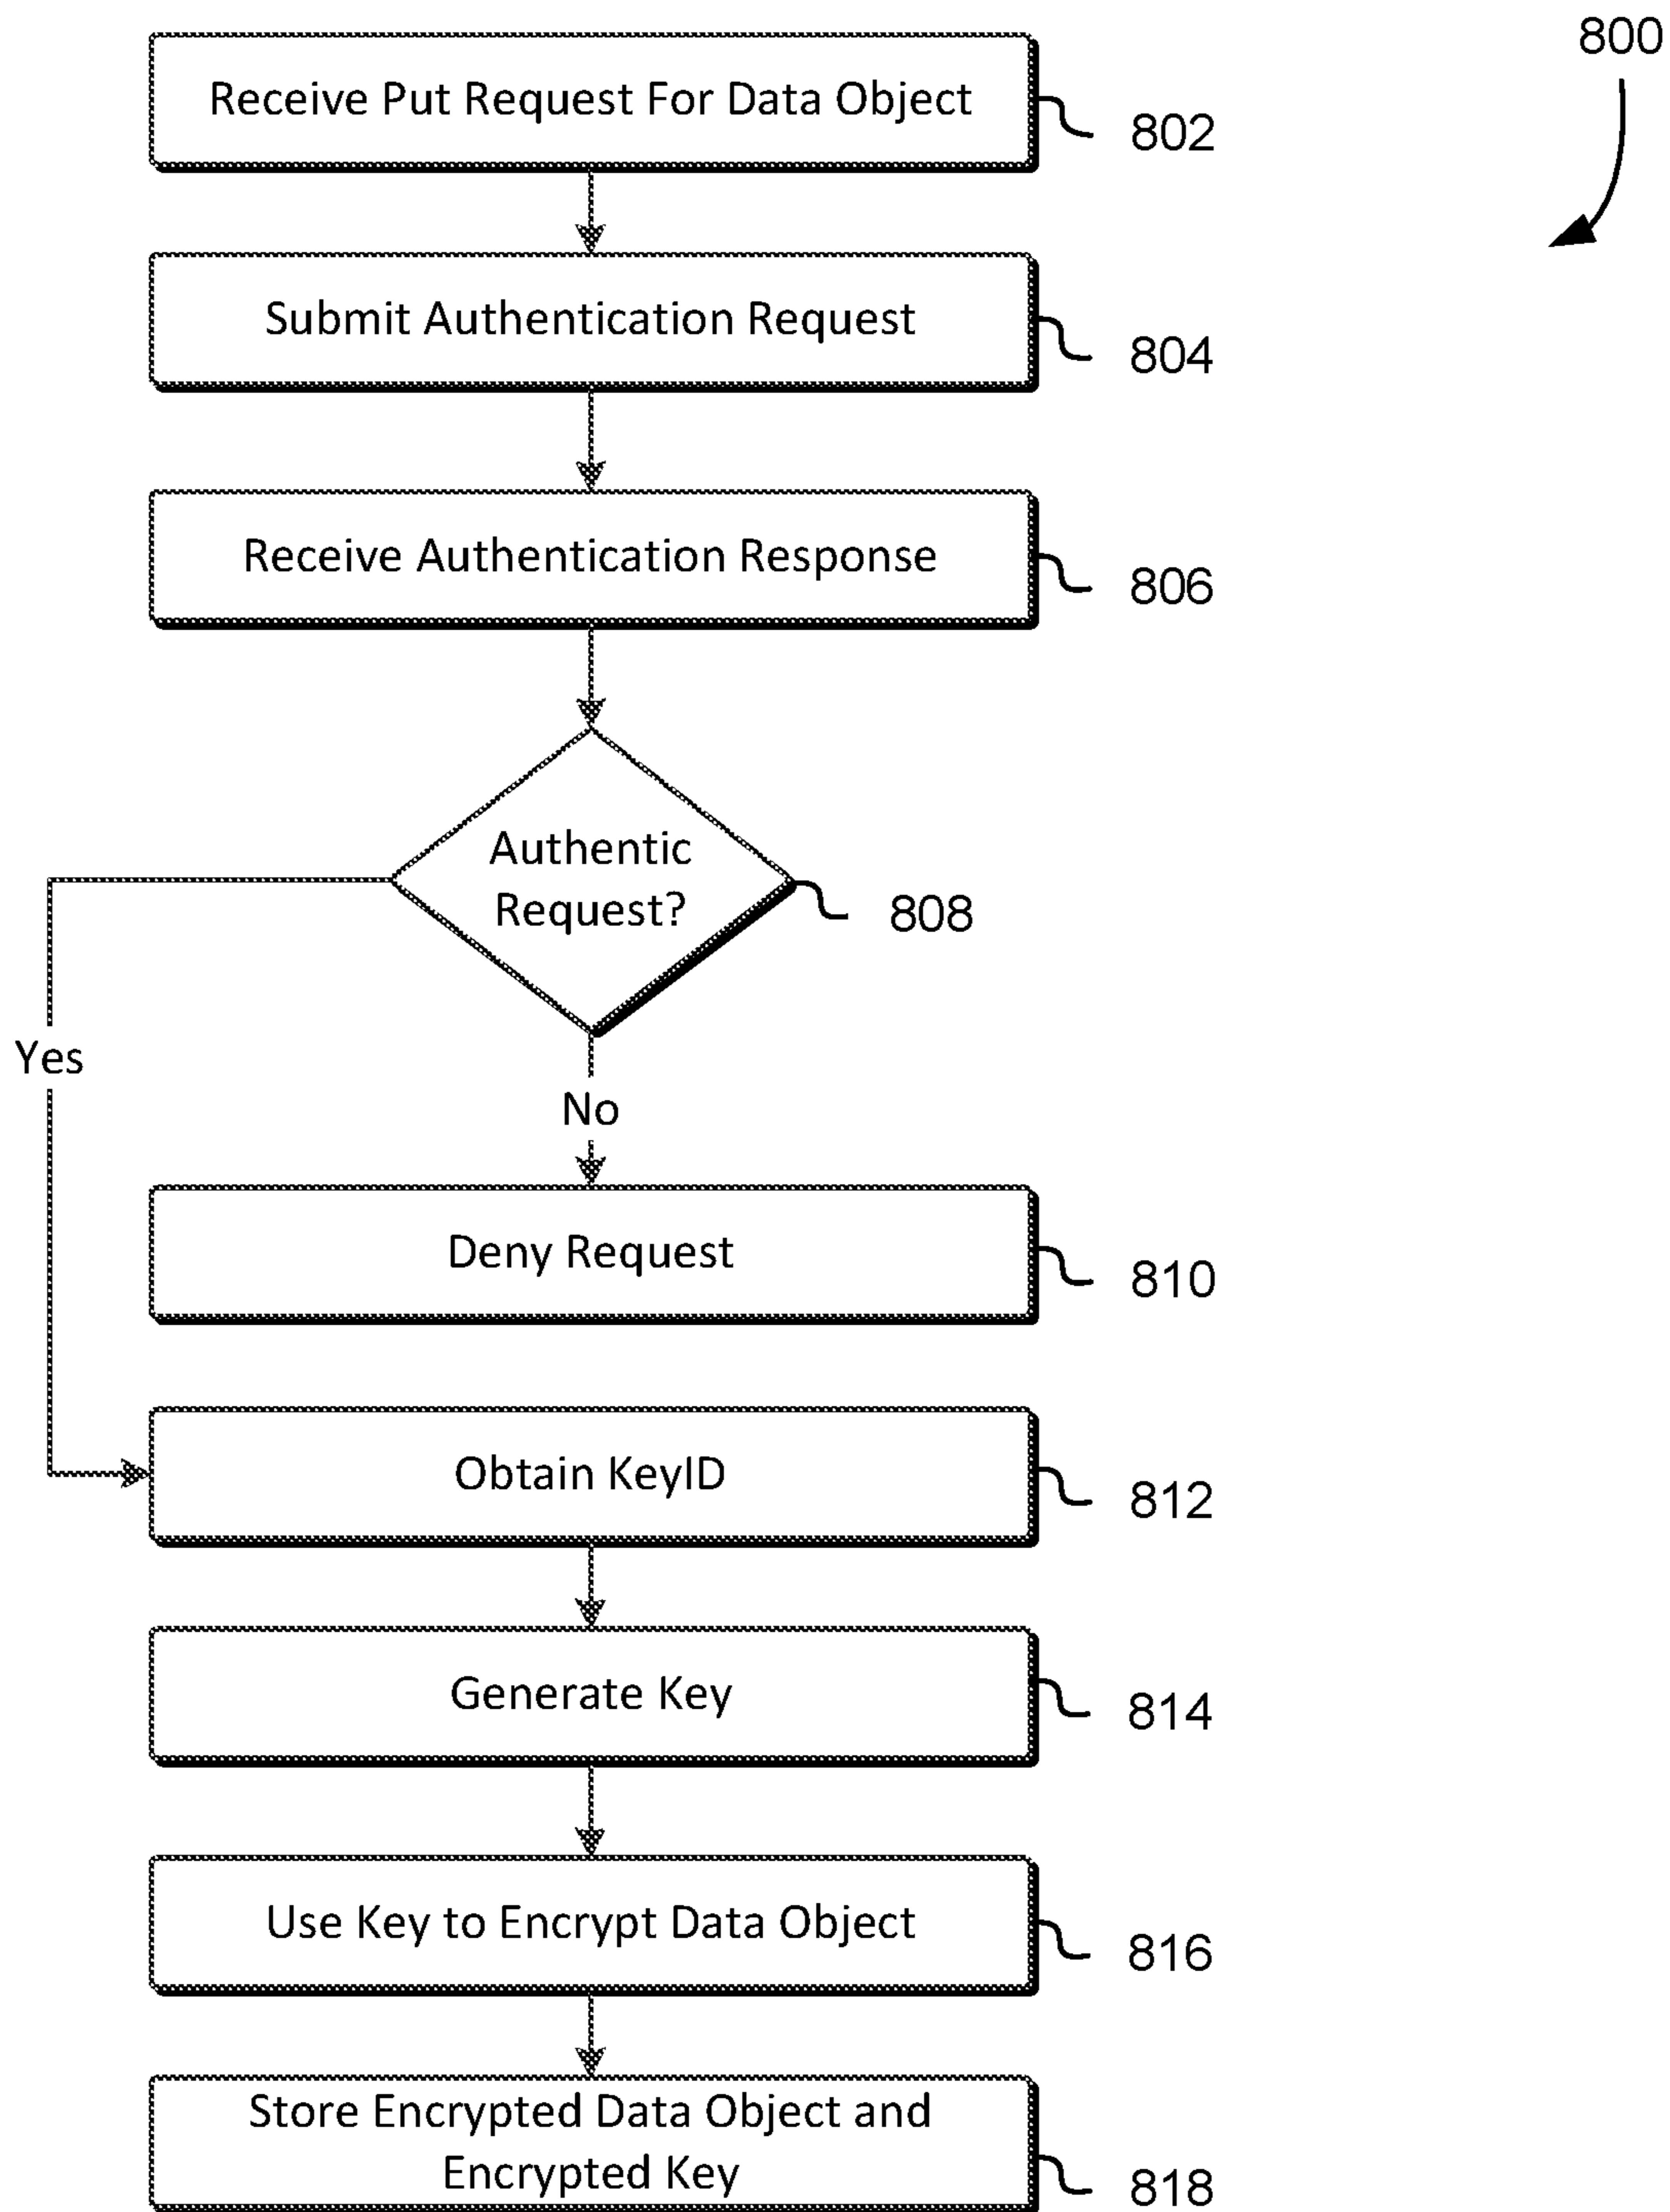 800
Receive Put Request For Data Object
802
Submit Authentication Request
804
Receive Authentication Response
806
Authentic
Request?
808
Yes
No
Deny Request
810
Obtain KeyID
812
Generate Key
814
Use Key to Encrypt Data Object
816
Store Encrypted Data Object and
Encrypted Key
818